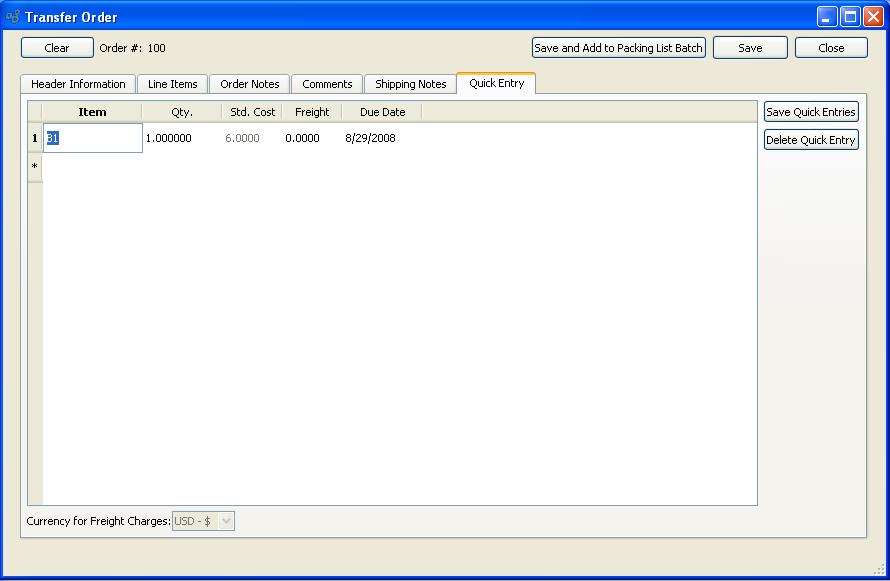 Transfer Order
Clear Order #: 100 Save and Add to Packing List Batch Save Close
Header Information Line Items Order Notes Comments Shipping Notes Quick Entry
Item Qty. Std. Cost Freight Due Date Save Quick Entries
1 B1 1.000000 6.0000 0.0000 8/29/2008 Delete Quick Entry
*
Currency for Freight Charges: USD - $